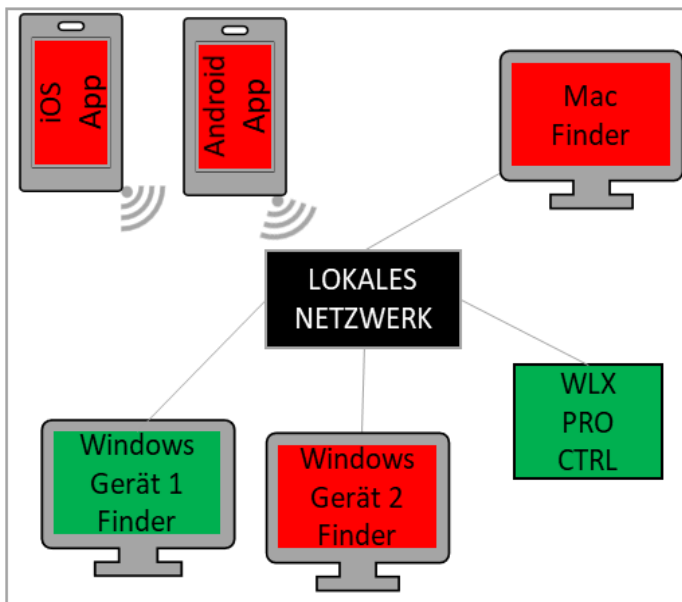 iOS
App
Android
App
Mac
Finder
LOKALES
NETZWERK
WLX
PRO
CTRL
Windows
Gerät 1
Finder
Windows
Gerät 2
Finder